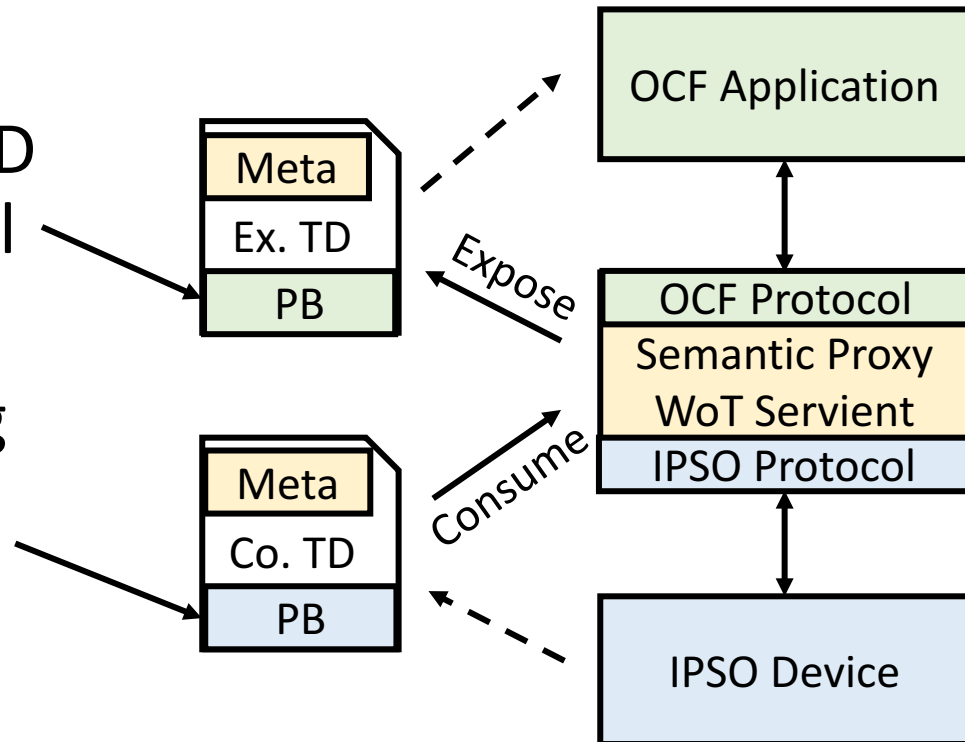 D
l
g
Meta
Ex. TD
PB
Expose
Meta
Co. TD
PB
Consume
OCF Application
OCF Protocol
Semantic Proxy
WoT Servient
IPSO Protocol
IPSO Device